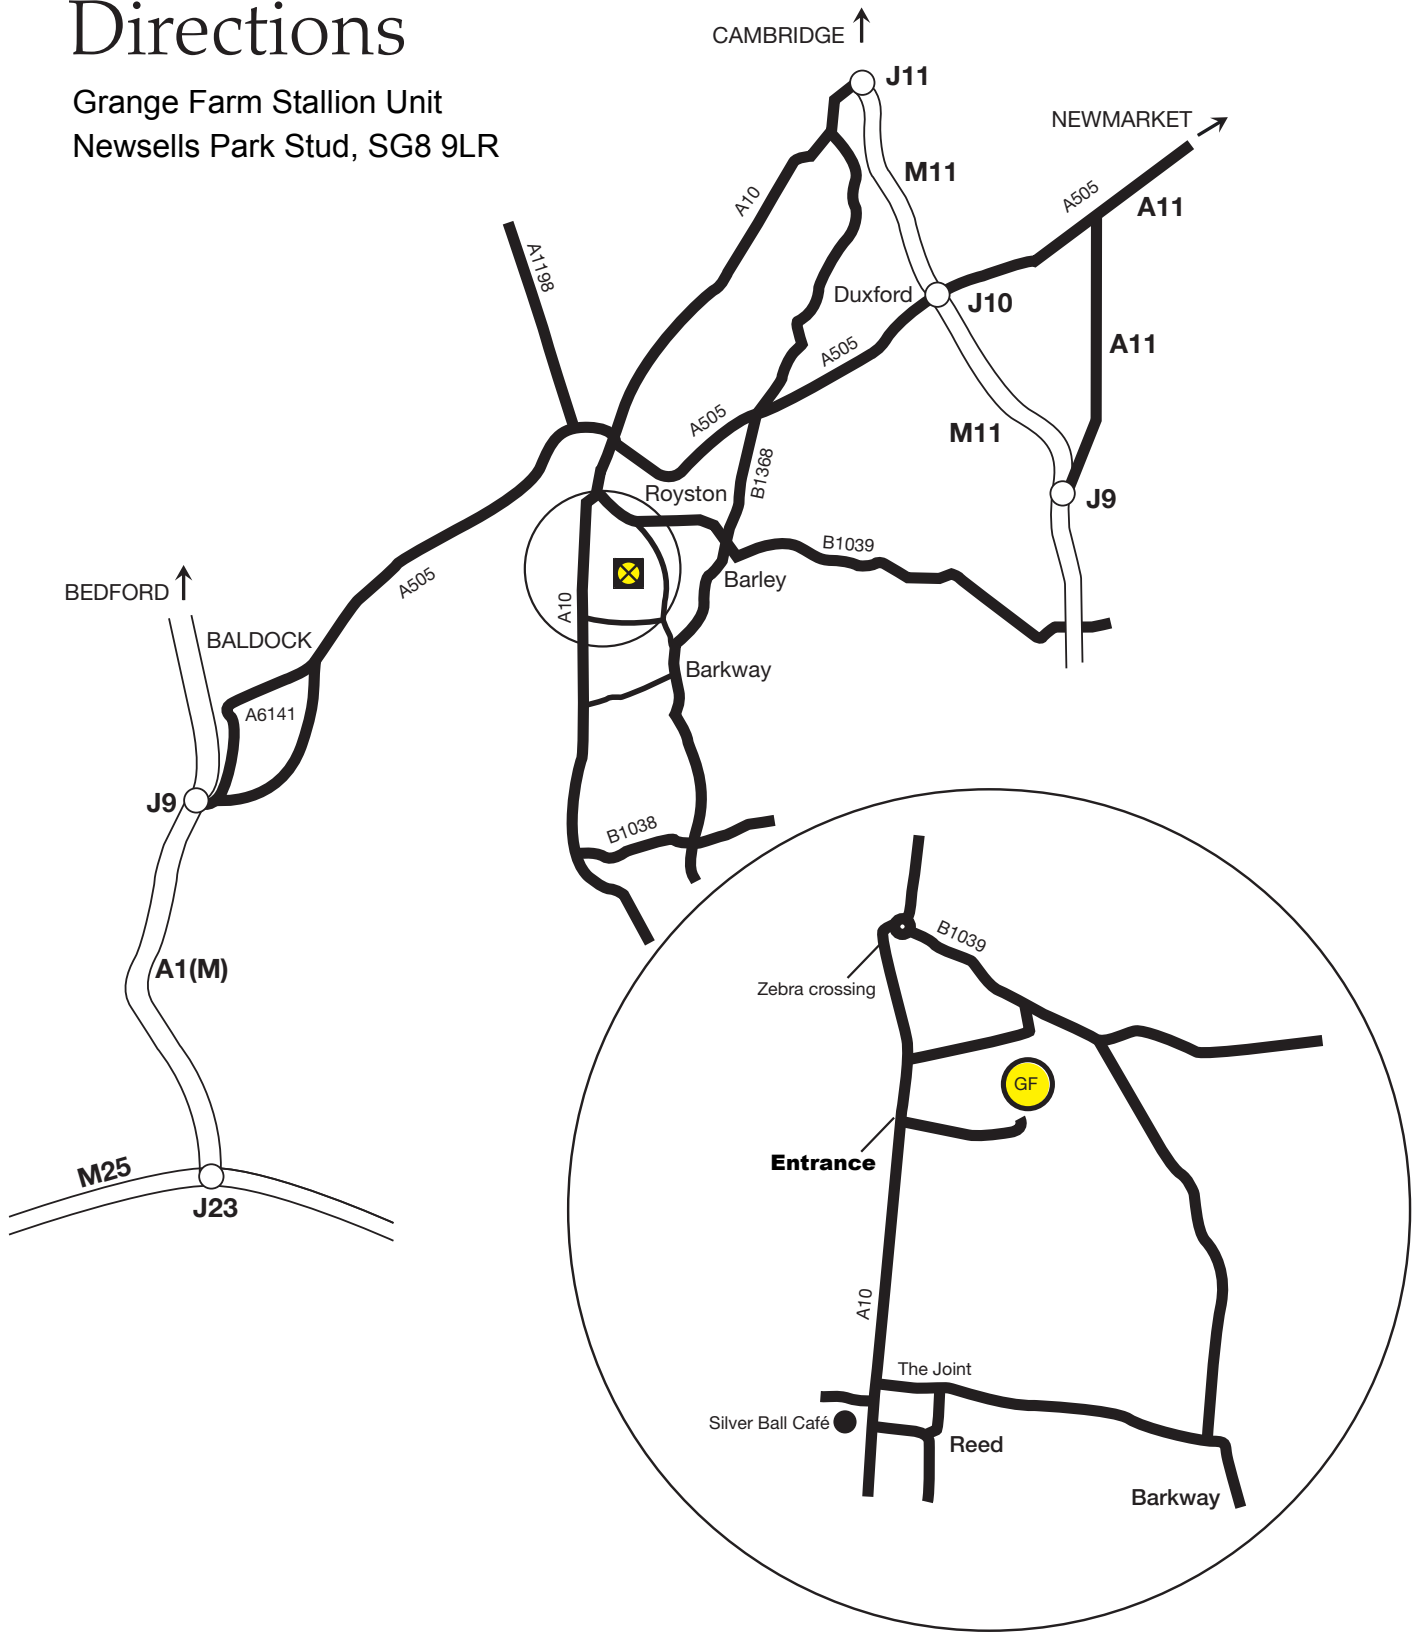 Directions
Grange Farm Stallion Unit
Newsells Park Stud, SG8 9LR
CAMBRIDGE
J11
NEWMARKET
M11
A505
A11
A10
A1198
Duxford
J10
A505
A11
A505
M11
B1368
Royston
J9
B1039
Barley
BEDFORD
A505
A10
BALDOCK
Barkway
A6141
J9
B1038
B1039
A1(M)
Zebra crossing
GF
Entrance
M25
J23
A10
The Joint
Silver Ball Café
Reed
Barkway